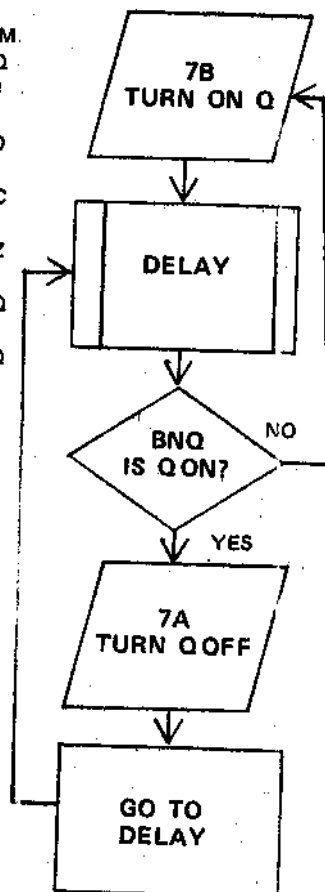 M
Q
D
C
Z
Q
Q
7B
TURN ON Q
DELAY
BNQ
IS Q ON?
NO
YES
7A
TURN Q OFF
GO TO
DELAY